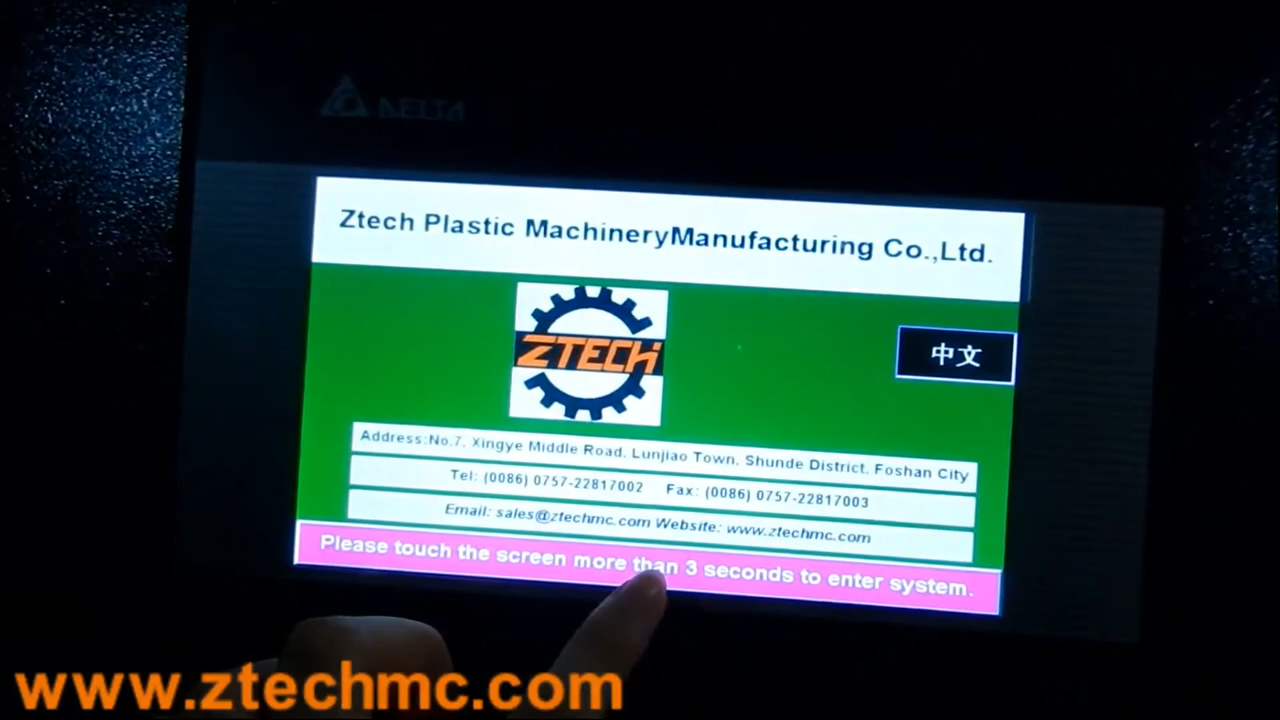 DELTA
Ztech Plastic MachineryManufacturing Co.,Ltd.
ZTECH
中文
Address:No.7, Xingye Middle Road, Lunjiao Town, Shunde District, Foshan City
Tel: (0086) 0757-22817002 Fax: (0086) 0757-22817003
Email: sales@ztechmc.com Website: www.ztechmc.com
Please touch the screen more than 3 seconds to enter system.
www.ztechmc.com